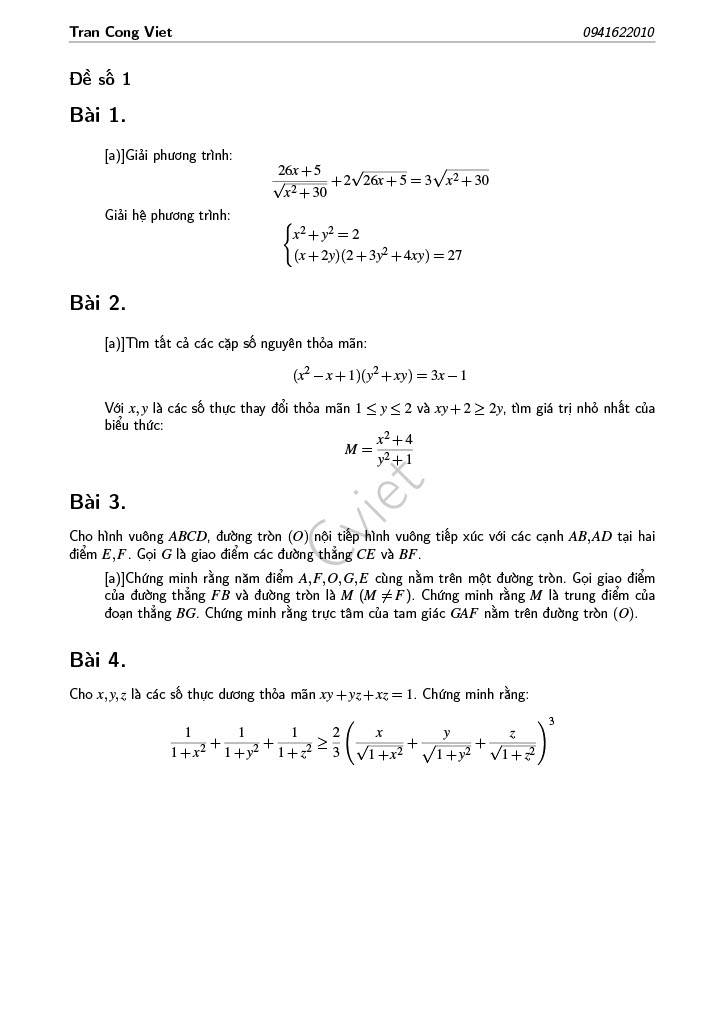 Tran Cong Viet 0941622010
Đề số 1
Bài 1.
[a)]Giải phương trình:
\frac{26x+5}{\sqrt{x^2+30}} + 2\sqrt{26x+5} = 3\sqrt{x^2+30}
Giải hệ phương trình:
\begin{cases} x^2+y^2=2 \\ (x+2y)(2+3y^2+4xy)=27 \end{cases}
Bài 2.
[a)]Tìm tất cả các cặp số nguyên thỏa mãn:
(x^2-x+1)(y^2+xy)=3x-1
Với x,y là các số thực thay đổi thỏa mãn 1 ≤ y ≤ 2 và xy+2 ≥ 2y, tìm giá trị nhỏ nhất của
biểu thức:
M = \frac{x^2+4}{y^2+1}
Cviet
Bài 3.
Cho hình vuông ABCD, đường tròn (O) nội tiếp hình vuông tiếp xúc với các cạnh AB,AD tại hai
điểm E,F. Gọi G là giao điểm các đường thẳng CE và BF.
[a)]Chứng minh rằng năm điểm A,F,O,G,E cùng nằm trên một đường tròn. Gọi giao điểm
của đường thẳng FB và đường tròn là M (M ≠ F). Chứng minh rằng M là trung điểm của
đoạn thẳng BG. Chứng minh rằng trực tâm của tam giác GAF nằm trên đường tròn (O).
Bài 4.
Cho x,y,z là các số thực dương thỏa mãn xy+yz+xz = 1. Chứng minh rằng:
\frac{1}{1+x^2} + \frac{1}{1+y^2} + \frac{1}{1+z^2} ≥ \frac{2}{3} \left( \frac{x}{\sqrt{1+x^2}} + \frac{y}{\sqrt{1+y^2}} + \frac{z}{\sqrt{1+z^2}} \right)^3